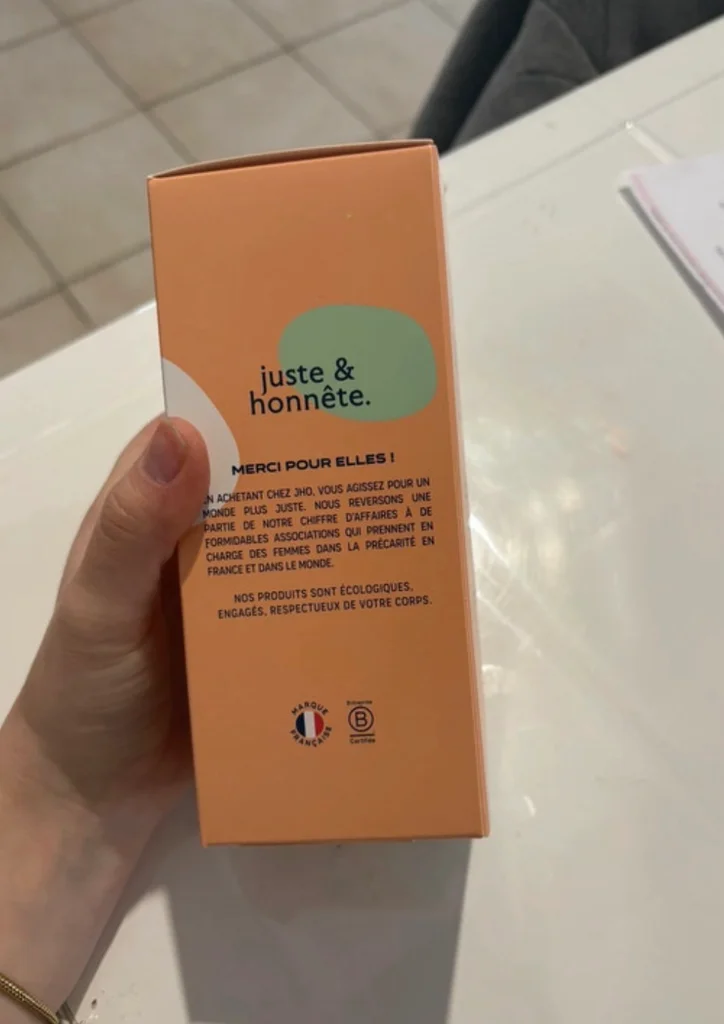 juste &
honnête.
MERCI POUR ELLES !
EN ACHETANT CHEZ JHO, VOUS AGISSEZ POUR UN
MONDE PLUS JUSTE. NOUS REVERSONS UNE
PARTIE DE NOTRE CHIFFRE D'AFFAIRES À DE
FORMIDABLES ASSOCIATIONS QUI PRENNENT EN
CHARGE DES FEMMES DANS LA PRÉCARITÉ EN
FRANCE ET DANS LE MONDE.
NOS PRODUITS SONT ÉCOLOGIQUES,
ENGAGÉS, RESPECTUEUX DE VOTRE CORPS.
MARQUE
FRANÇAISE
Entreprise
B
Certifiée